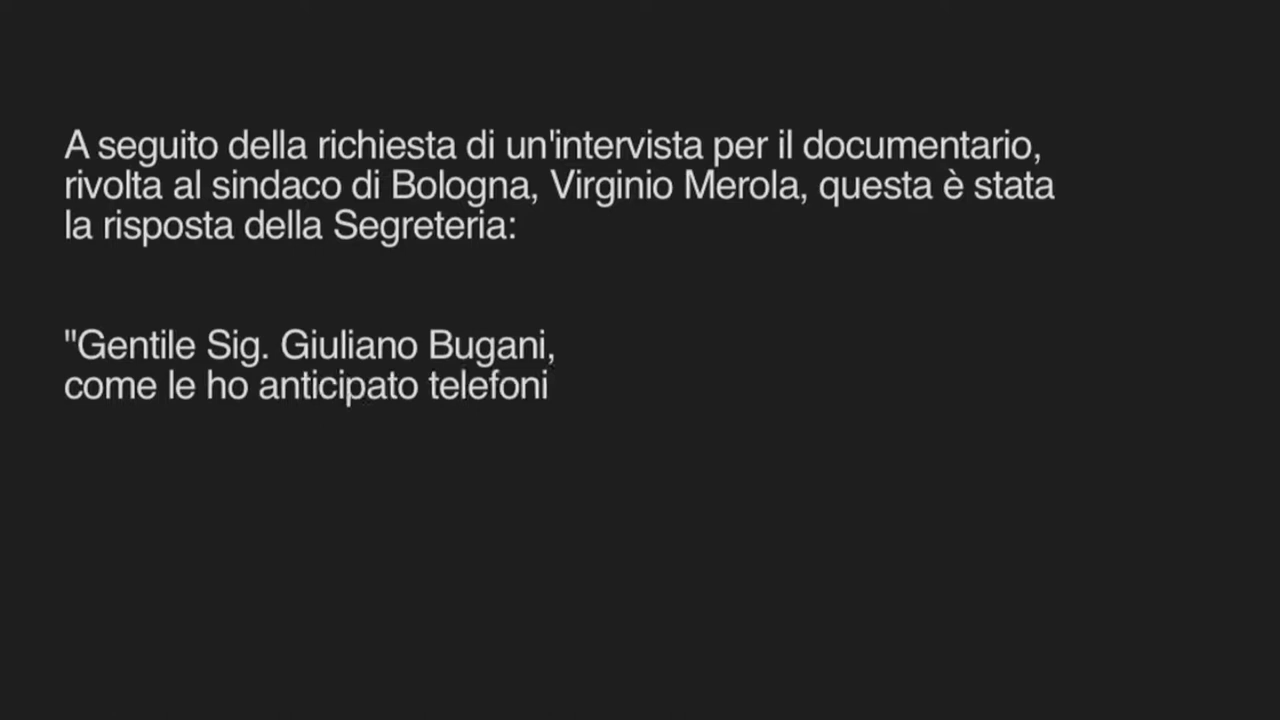 A seguito della richiesta di un'intervista per il documentario,
rivolta al sindaco di Bologna, Virginio Merola, questa è stata
la risposta della Segreteria:
"Gentile Sig. Giuliano Bugani,
come le ho anticipato telefoni